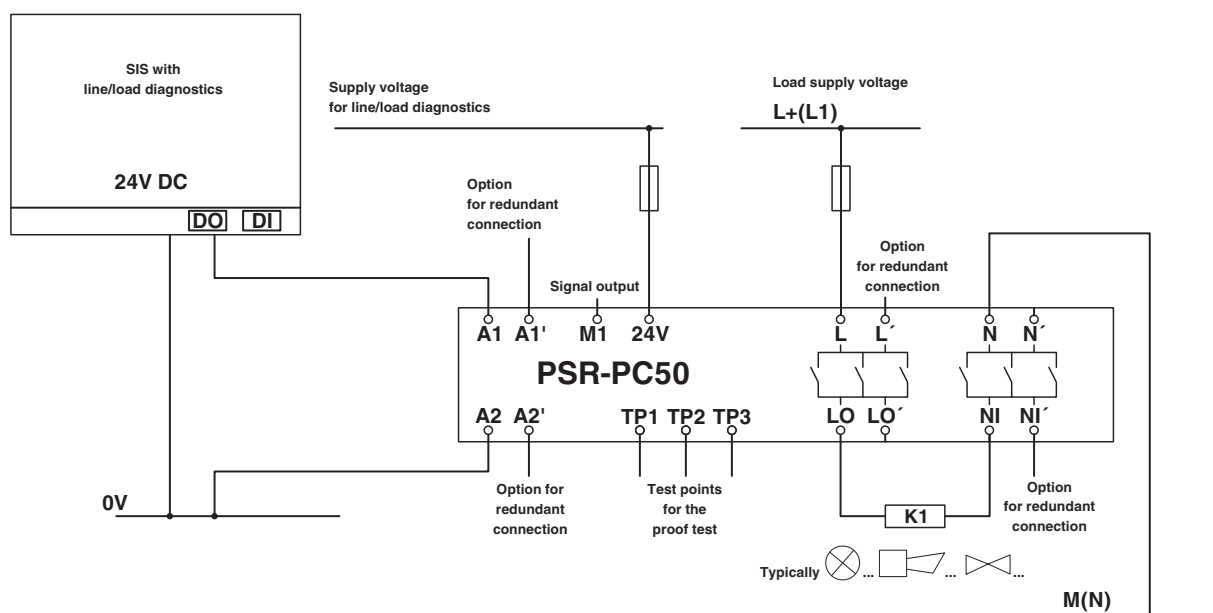 SIS with
line/load diagnostics
24V DC
DO
DI
Supply voltage
for line/load diagnostics
Load supply voltage
L+(L1)
Option
for redundant
connection
Signal output
Option
for redundant
connection
A1 A1' M1 24V L L´ N N´
PSR-PC50
A2 A2' TP1 TP2 TP3 LO LO´ NI NI´
0V
Option for
redundant
connection
Test points
for the
proof test
K1
Option
for redundant
connection
Typically ... ... ...
M(N)